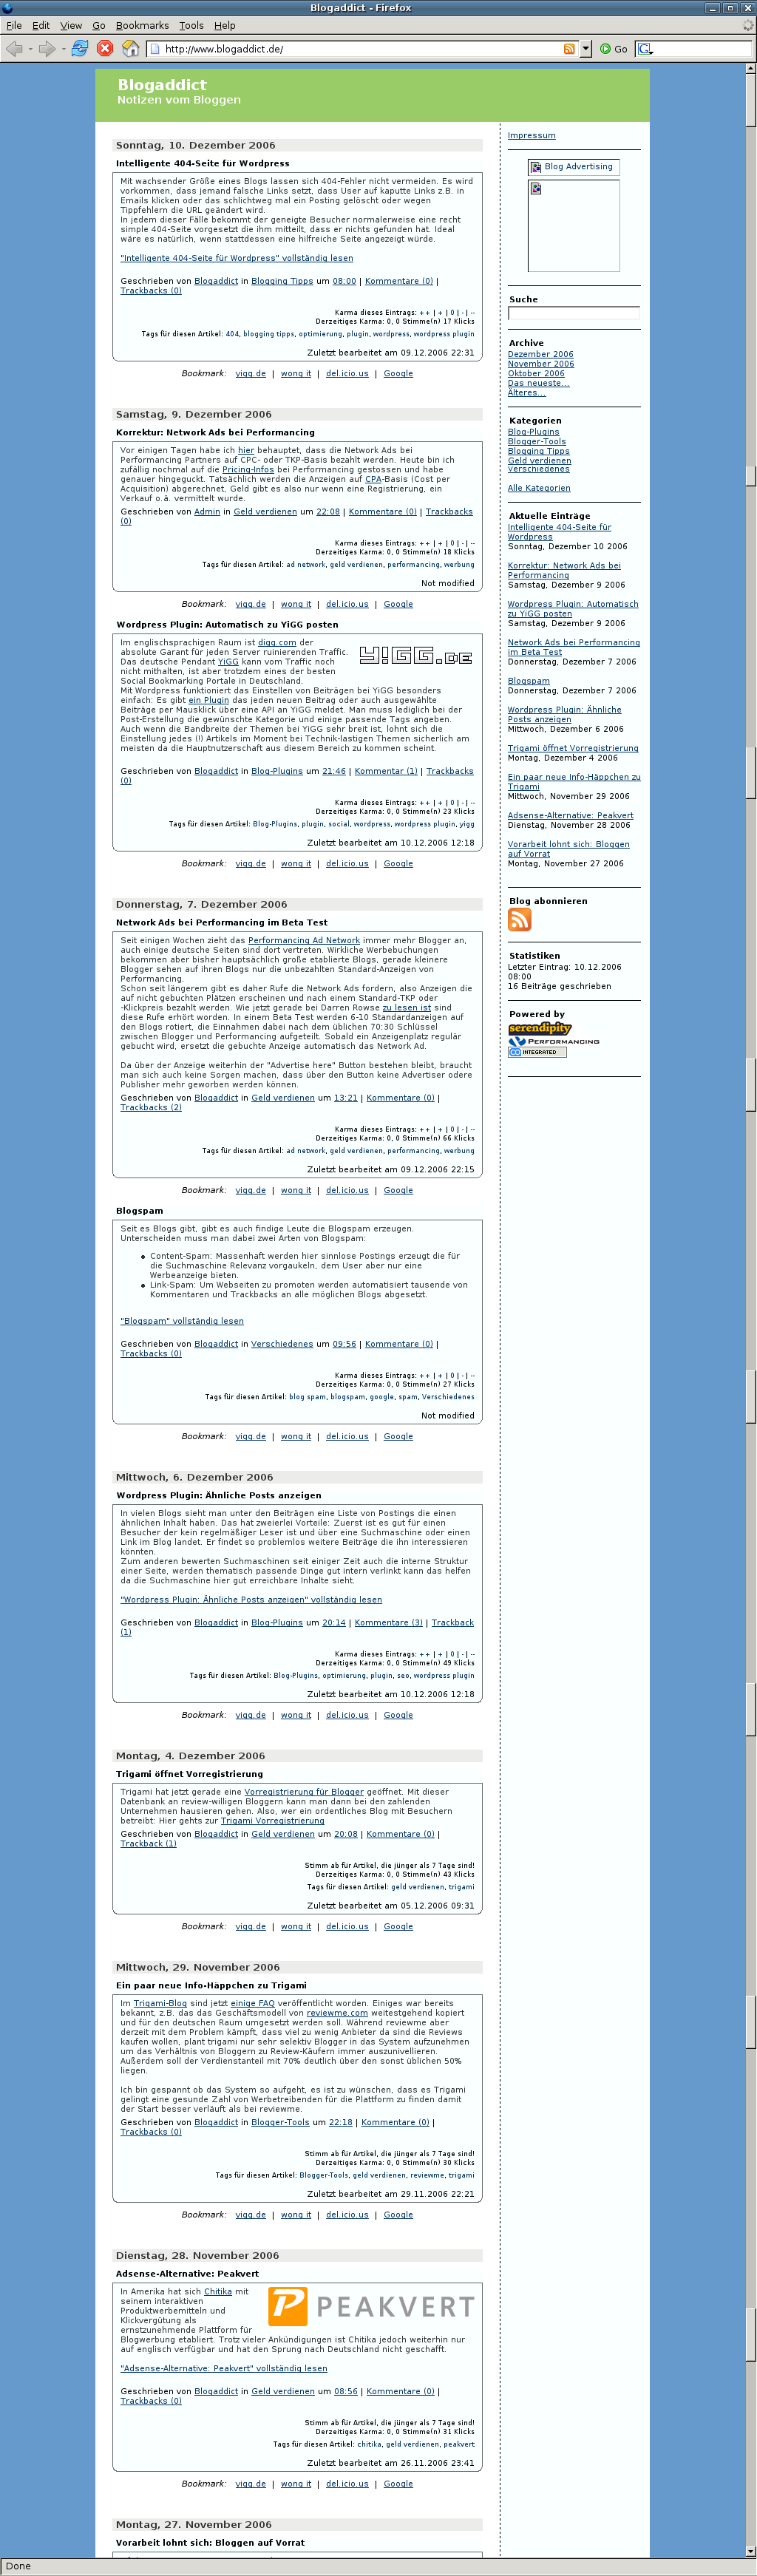 Blogaddict - Firefox
File Edit View Go Bookmarks Tools Help
http://www.blogaddict.de/
Go
Blogaddict
Notizen vom Bloggen
Sonntag, 10. Dezember 2006
Intelligente 404-Seite für Wordpress
Mit wachsender Größe eines Blogs lassen sich 404-Fehler nicht vermeiden. Es wird
vorkommen, dass jemand falsche Links setzt, dass User auf kaputte Links z.B. in
Emails klicken oder das schlichtweg mal ein Posting gelöscht oder wegen
Tippfehlern die URL geändert wird.
In jedem dieser Fälle bekommt der geneigte Besucher normalerweise eine recht
simple 404-Seite vorgesetzt die ihm mitteilt, dass er nichts gefunden hat. Ideal
wäre es natürlich, wenn stattdessen eine hilfreiche Seite angezeigt würde.
"Intelligente 404-Seite für Wordpress" vollständig lesen
Geschrieben von Blogaddict in Blogging Tipps um 08:00 | Kommentare (0) |
Trackbacks (0)
Karma dieses Eintrags: ++ | + | 0 | - | --
Derzeitiges Karma: 0, 0 Stimme(n) 17 Klicks
Tags für diesen Artikel: 404, blogging tipps, optimierung, plugin, wordpress, wordpress plugin
Zuletzt bearbeitet am 09.12.2006 22:31
Bookmark: yigg.de | wong it | del.icio.us | Google
Samstag, 9. Dezember 2006
Korrektur: Network Ads bei Performancing
Vor einigen Tagen habe ich hier behauptet, dass die Network Ads bei
Performancing Partners auf CPC- oder TKP-Basis bezahlt werden. Heute bin ich
zufällig nochmal auf die Pricing-Infos bei Performancing gestossen und habe
genauer hingeguckt. Tatsächlich werden die Anzeigen auf CPA-Basis (Cost per
Acquisition) abgerechnet, Geld gibt es also nur wenn eine Registrierung, ein
Verkauf o.ä. vermittelt wurde.
Geschrieben von Admin in Geld verdienen um 22:08 | Kommentare (0) | Trackbacks
(0)
Karma dieses Eintrags: ++ | + | 0 | - | --
Derzeitiges Karma: 0, 0 Stimme(n) 18 Klicks
Tags für diesen Artikel: ad network, geld verdienen, performancing, werbung
Not modified
Bookmark: yigg.de | wong it | del.icio.us | Google
Wordpress Plugin: Automatisch zu YiGG posten
Im englischsprachigen Raum ist digg.com der
absolute Garant für jeden Server ruinierenden Traffic.
Das deutsche Pendant YiGG kann vom Traffic noch
nicht mithalten, ist aber trotzdem eines der besten
Social Bookmarking Portale in Deutschland.
Y!GG.DE
Mit Wordpress funktioniert das Einstellen von Beiträgen bei YiGG besonders
einfach: Es gibt ein Plugin das jeden neuen Beitrag oder auch ausgewählte
Beiträge per Mausklick über eine API an YiGG meldet. Man muss lediglich bei der
Post-Erstellung die gewünschte Kategorie und einige passende Tags angeben.
Auch wenn die Bandbreite der Themen bei YiGG sehr breit ist, lohnt sich die
Einstellung jedes (!) Artikels im Moment bei Technik-lastigen Themen sicherlich am
meisten da die Hauptnutzerschaft aus diesem Bereich zu kommen scheint.
Geschrieben von Blogaddict in Blog-Plugins um 21:46 | Kommentar (1) | Trackbacks
(0)
Karma dieses Eintrags: ++ | + | 0 | - | --
Derzeitiges Karma: 0, 0 Stimme(n) 23 Klicks
Tags für diesen Artikel: Blog-Plugins, plugin, social, wordpress, wordpress plugin, yigg
Zuletzt bearbeitet am 10.12.2006 12:18
Bookmark: yigg.de | wong it | del.icio.us | Google
Donnerstag, 7. Dezember 2006
Network Ads bei Performancing im Beta Test
Seit einigen Wochen zieht das Performancing Ad Network immer mehr Blogger an,
auch einige deutsche Seiten sind dort vertreten. Wirkliche Werbebuchungen
bekommen aber bisher hauptsächlich große etablierte Blogs, gerade kleinere
Blogger sehen auf ihren Blogs nur die unbezahlten Standard-Anzeigen von
Performancing.
Schon seit längerem gibt es daher Rufe die Network Ads fordern, also Anzeigen die
auf nicht gebuchten Plätzen erscheinen und nach einem Standard-TKP oder
-Klickpreis bezahlt werden. Wie jetzt gerade bei Darren Rowse zu lesen ist sind
diese Rufe erhört worden. In einem Beta Test werden 6-10 Standardanzeigen auf
den Blogs rotiert, die Einnahmen dabei nach dem üblichen 70:30 Schlüssel
zwischen Blogger und Performancing aufgeteilt. Sobald ein Anzeigenplatz regulär
gebucht wird, ersetzt die gebuchte Anzeige automatisch das Network Ad.
Da über der Anzeige weiterhin der "Advertise here" Button bestehen bleibt, braucht
man sich auch keine Sorgen machen, dass über den Button keine Advertiser odere
Publisher mehr geworben werden können.
Geschrieben von Blogaddict in Geld verdienen um 13:21 | Kommentare (0) |
Trackbacks (2)
Karma dieses Eintrags: ++ | + | 0 | - | --
Derzeitiges Karma: 0, 0 Stimme(n) 66 Klicks
Tags für diesen Artikel: ad network, geld verdienen, performancing, werbung
Zuletzt bearbeitet am 09.12.2006 22:15
Bookmark: yigg.de | wong it | del.icio.us | Google
Blogspam
Seit es Blogs gibt, gibt es auch findige Leute die Blogspam erzeugen.
Unterscheiden muss man dabei zwei Arten von Blogspam:
● Content-Spam: Massenhaft werden hier sinnlose Postings erzeugt die für
die Suchmaschine Relevanz vorgaukeln, dem User aber nur eine
Werbeanzeige bieten.
● Link-Spam: Um Webseiten zu promoten werden automatisiert tausende von
Kommentaren und Trackbacks an alle möglichen Blogs abgesetzt.
"Blogspam" vollständig lesen
Geschrieben von Blogaddict in Verschiedenes um 09:56 | Kommentare (0) |
Trackbacks (0)
Karma dieses Eintrags: ++ | + | 0 | - | --
Derzeitiges Karma: 0, 0 Stimme(n) 27 Klicks
Tags für diesen Artikel: blog spam, blogspam, google, spam, Verschiedenes
Not modified
Bookmark: yigg.de | wong it | del.icio.us | Google
Mittwoch, 6. Dezember 2006
Wordpress Plugin: Ähnliche Posts anzeigen
In vielen Blogs sieht man unter den Beiträgen eine Liste von Postings die einen
ähnlichen Inhalt haben. Das hat zweierlei Vorteile: Zuerst ist es gut für einen
Besucher der kein regelmäßiger Leser ist und über eine Suchmaschine oder einen
Link im Blog landet. Er findet so problemlos weitere Beiträge die ihn interessieren
könnten.
Zum anderen bewerten Suchmaschinen seit einiger Zeit auch die interne Struktur
einer Seite, werden thematisch passende Dinge gut intern verlinkt kann das helfen
da die Suchmaschine hier gut erreichbare Inhalte sieht.
"Wordpress Plugin: Ähnliche Posts anzeigen" vollständig lesen
Geschrieben von Blogaddict in Blog-Plugins um 20:14 | Kommentare (3) | Trackback
(1)
Karma dieses Eintrags: ++ | + | 0 | - | --
Derzeitiges Karma: 0, 0 Stimme(n) 49 Klicks
Tags für diesen Artikel: Blog-Plugins, optimierung, plugin, seo, wordpress plugin
Zuletzt bearbeitet am 10.12.2006 12:18
Bookmark: yigg.de | wong it | del.icio.us | Google
Montag, 4. Dezember 2006
Trigami öffnet Vorregistrierung
Trigami hat jetzt gerade eine Vorregistrierung für Blogger geöffnet. Mit dieser
Datenbank an review-willigen Bloggern kann man dann bei den zahlenden
Unternehmen hausieren gehen. Also, wer ein ordentliches Blog mit Besuchern
betreibt: Hier gehts zur Trigami Vorregistrierung
Geschrieben von Blogaddict in Geld verdienen um 20:08 | Kommentare (0) |
Trackback (1)
Stimm ab für Artikel, die jünger als 7 Tage sind!
Derzeitiges Karma: 0, 0 Stimme(n) 43 Klicks
Tags für diesen Artikel: geld verdienen, trigami
Zuletzt bearbeitet am 05.12.2006 09:31
Bookmark: yigg.de | wong it | del.icio.us | Google
Mittwoch, 29. November 2006
Ein paar neue Info-Häppchen zu Trigami
Im Trigami-Blog sind jetzt einige FAQ veröffentlicht worden. Einiges war bereits
bekannt, z.B. das das Geschäftsmodell von reviewme.com weitestgehend kopiert
und für den deutschen Raum umgesetzt werden soll. Während reviewme aber
derzeit mit dem Problem kämpft, dass viel zu wenig Anbieter da sind die Reviews
kaufen wollen, plant trigami nur sehr selektiv Blogger in das System aufzunehmen
um das Verhältnis von Bloggern zu Review-Käufern immer auszunivellieren.
Außerdem soll der Verdienstanteil mit 70% deutlich über den sonst üblichen 50%
liegen.
Ich bin gespannt ob das System so aufgeht, es ist zu wünschen, dass es Trigami
gelingt eine gesunde Zahl von Werbetreibenden für die Plattform zu finden damit
der Start besser verläuft als bei reviewme.
Geschrieben von Blogaddict in Blogger-Tools um 22:18 | Kommentare (0) |
Trackbacks (0)
Stimm ab für Artikel, die jünger als 7 Tage sind!
Derzeitiges Karma: 0, 0 Stimme(n) 30 Klicks
Tags für diesen Artikel: Blogger-Tools, geld verdienen, reviewme, trigami
Zuletzt bearbeitet am 29.11.2006 22:21
Bookmark: yigg.de | wong it | del.icio.us | Google
Dienstag, 28. November 2006
Adsense-Alternative: Peakvert
In Amerika hat sich Chitika mit
seinem interaktiven
Produktwerbemitteln und
Klickvergütung als
ernstzunehmende Plattform für
PEAKVERT
Blogwerbung etabliert. Trotz vieler Ankündigungen ist Chitika jedoch weiterhin nur
auf englisch verfügbar und hat den Sprung nach Deutschland nicht geschafft.
"Adsense-Alternative: Peakvert" vollständig lesen
Geschrieben von Blogaddict in Geld verdienen um 08:56 | Kommentare (0) |
Trackbacks (0)
Stimm ab für Artikel, die jünger als 7 Tage sind!
Derzeitiges Karma: 0, 0 Stimme(n) 31 Klicks
Tags für diesen Artikel: chitika, geld verdienen, peakvert
Zuletzt bearbeitet am 26.11.2006 23:41
Bookmark: yigg.de | wong it | del.icio.us | Google
Montag, 27. November 2006
Vorarbeit lohnt sich: Bloggen auf Vorrat
Impressum
Blog Advertising
Suche
Archive
Dezember 2006
November 2006
Oktober 2006
Das neueste...
Älteres...
Kategorien
Blog-Plugins
Blogger-Tools
Blogging Tipps
Geld verdienen
Verschiedenes
Alle Kategorien
Aktuelle Einträge
Intelligente 404-Seite für
Wordpress
Sonntag, Dezember 10 2006
Korrektur: Network Ads bei
Performancing
Samstag, Dezember 9 2006
Wordpress Plugin: Automatisch
zu YiGG posten
Samstag, Dezember 9 2006
Network Ads bei Performancing
im Beta Test
Donnerstag, Dezember 7 2006
Blogspam
Donnerstag, Dezember 7 2006
Wordpress Plugin: Ähnliche
Posts anzeigen
Mittwoch, Dezember 6 2006
Trigami öffnet Vorregistrierung
Montag, Dezember 4 2006
Ein paar neue Info-Häppchen zu
Trigami
Mittwoch, November 29 2006
Adsense-Alternative: Peakvert
Dienstag, November 28 2006
Vorarbeit lohnt sich: Bloggen
auf Vorrat
Montag, November 27 2006
Blog abonnieren
Statistiken
Letzter Eintrag: 10.12.2006
08:00
16 Beiträge geschrieben
Powered by
serendipity
PERFORMANCING
INTEGRATED
Done